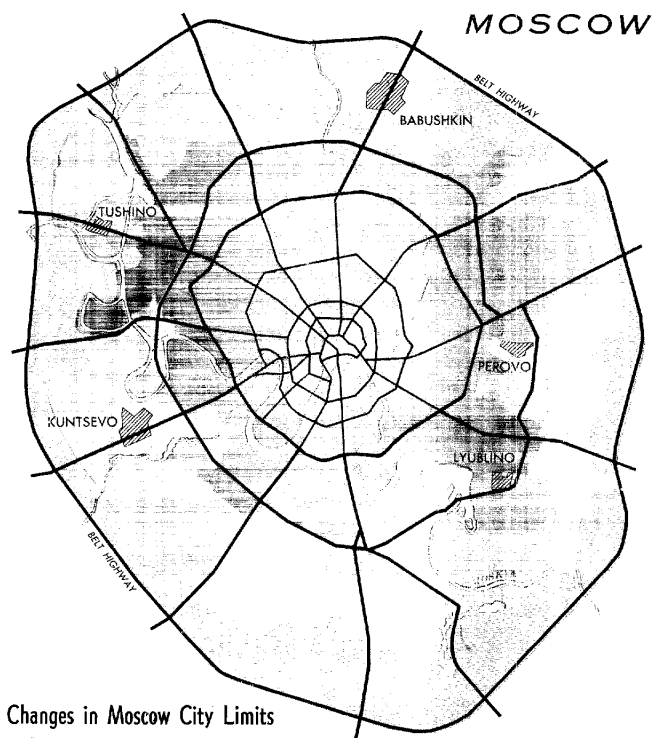 MOSCOW
BELT HIGHWAY
BABUSHKIN
TUSHINO
PEROVO
KUNTSEVO
LYUBLINO
BELT HIGHWAY
Changes in Moscow City Limits